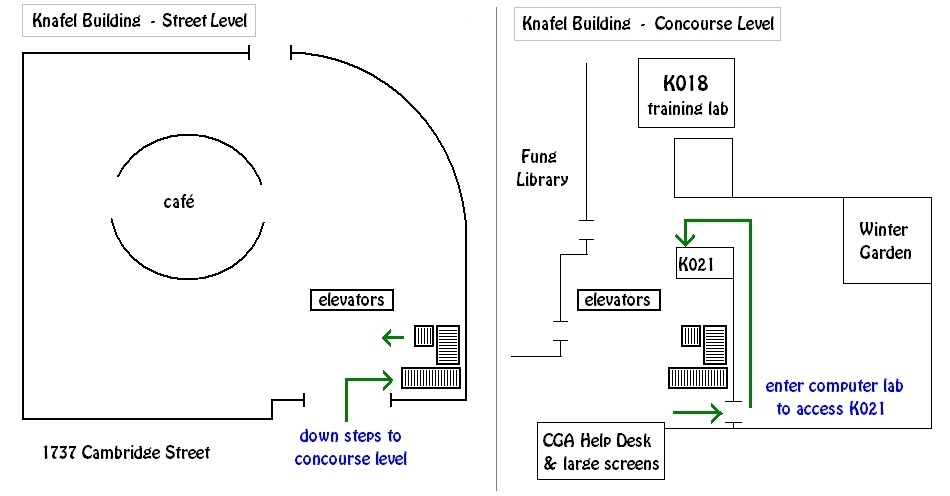 Knafel Building - Street Level
café
elevators
down steps to
concourse level
1737 Cambridge Street
Knafel Building - Concourse Level
K018
training lab
Fung
Library
Winter
Garden
K021
elevators
enter computer lab
to access K021
CGA Help Desk
& large screens